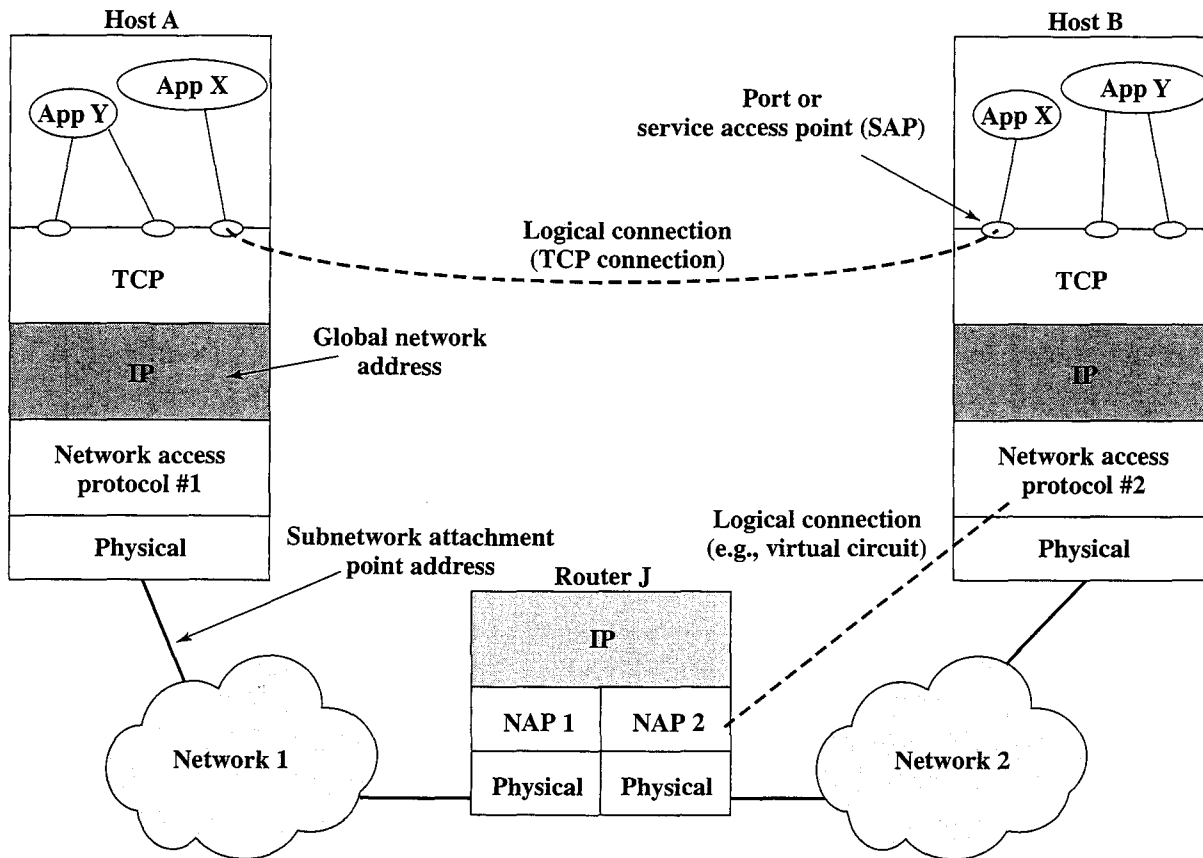 Host A
Host B
App X
App Y
App X
App Y
Port or
service access point (SAP)
Logical connection
(TCP connection)
TCP
TCP
Global network
address
IP
IP
Network access
protocol #1
Network access
protocol #2
Logical connection
(e.g., virtual circuit)
Physical
Physical
Subnetwork attachment
point address
Router J
IP
NAP 1
NAP 2
Network 1
Network 2
Physical
Physical